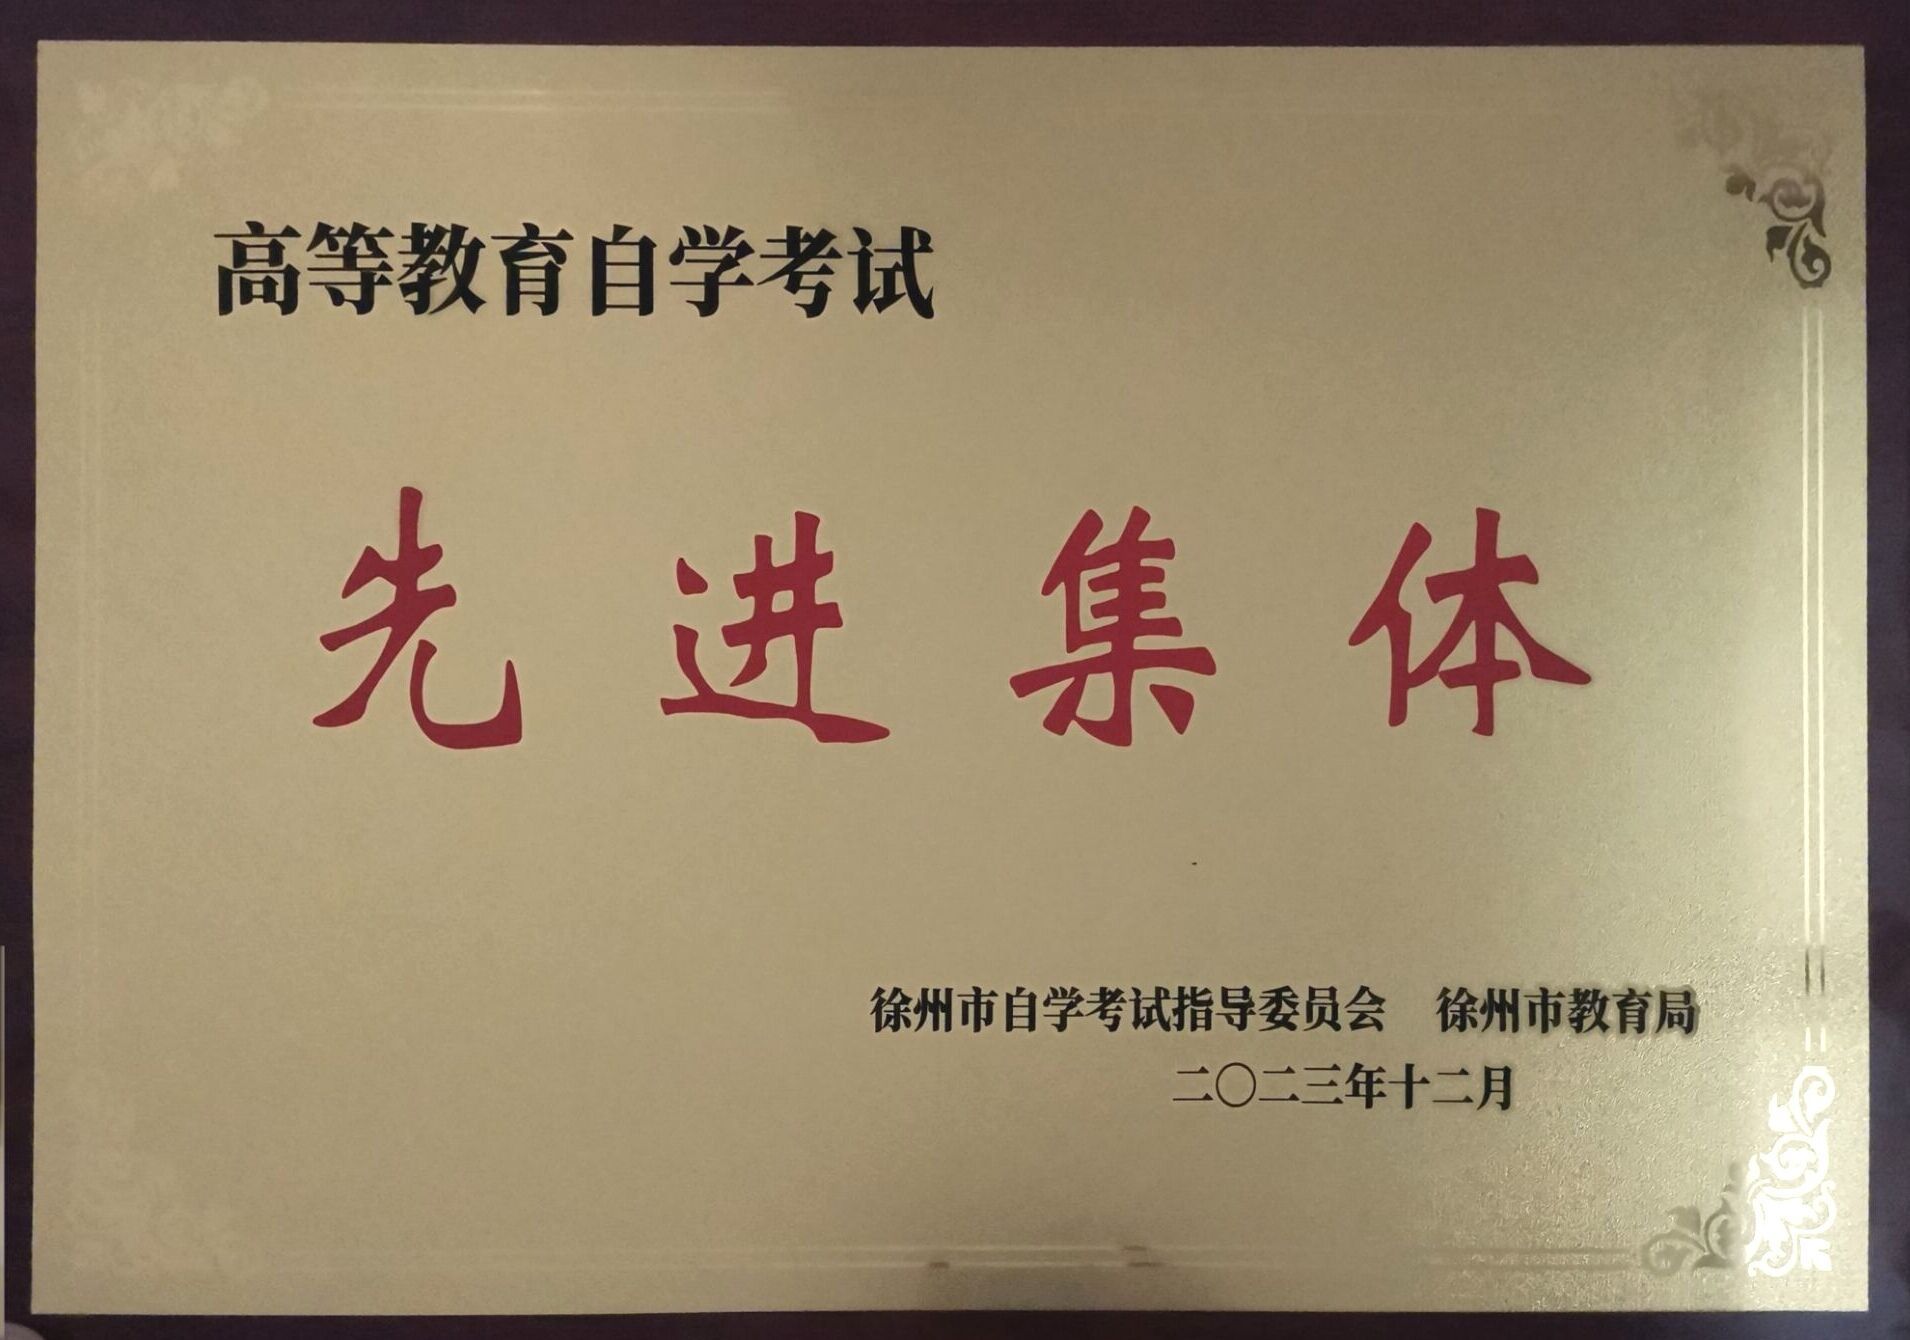 高等教育自学考试
先进集体
徐州市自学考试指导委员会 徐州市教育局
二〇二三年十二月